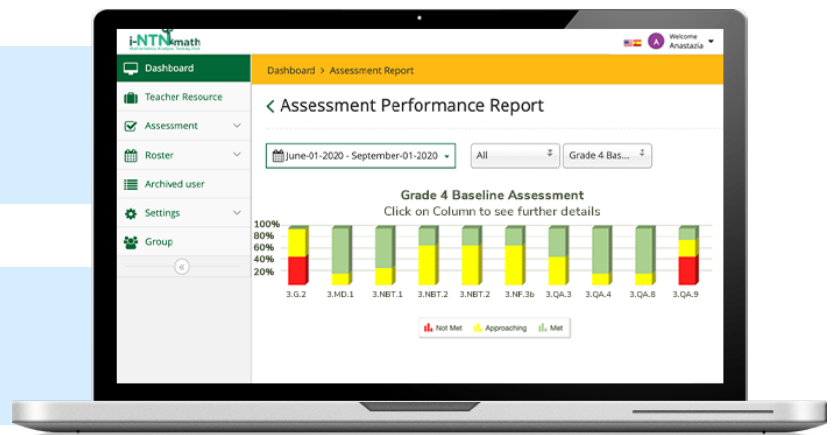 i-NTNmath
Welcome
A
Anastazia
Dashboard
Teacher Resource
Assessment
Roster
Archived user
Settings
Group
Dashboard > Assessment Report
< Assessment Performance Report
June-01-2020 - September-01-2020
All
Grade 4 Bas...
Grade 4 Baseline Assessment
Click on Column to see further details
100%
80%
60%
40%
20%
3.G.2 3.MD.1 3.NBT.1 3.NBT.2 3.NBT.2 3.NF.3b 3.QA.3 3.QA.4 3.QA.8 3.QA.9
Not Met Approaching Met